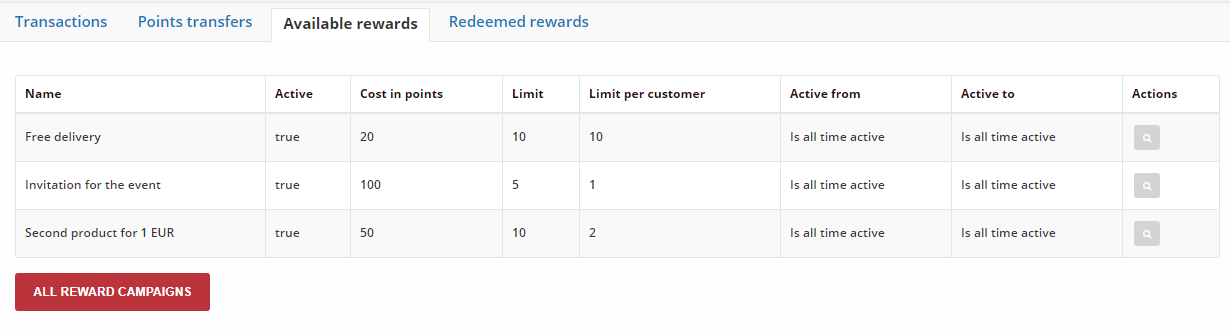 Transactions Points transfers Available rewards Redeemed rewards
Name Active Cost in points Limit Limit per customer Active from Active to Actions
Free delivery true 20 10 10 Is all time active Is all time active
Invitation for the event true 100 5 1 Is all time active Is all time active
Second product for 1 EUR true 50 10 2 Is all time active Is all time active
ALL REWARD CAMPAIGNS